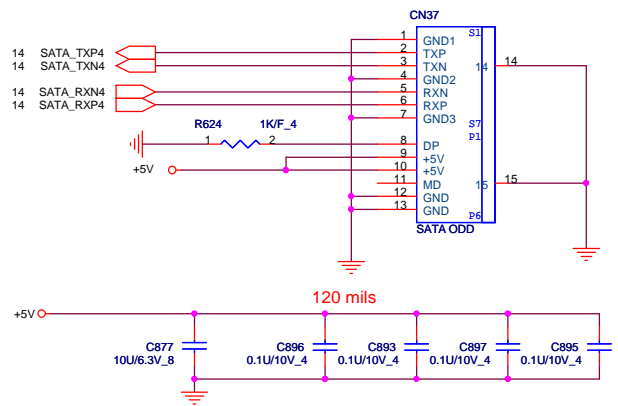 CN37
1 GND1 S1
14 SATA_TXP4 2 TXP
14 SATA_TXN4 3 TXN 14 14
4 GND2
14 SATA_RXN4 5 RXN
14 SATA_RXP4 6 RXP
7 GND3 S7
R624 1K/F_4 P1
1 2 8 DP
9 +5V
+5V 10 +5V
11 MD 15 15
12 GND
13 GND P6
SATA ODD
120 mils
+5V
C877 C896 C893 C897 C895
10U/6.3V_8 0.1U/10V_4 0.1U/10V_4 0.1U/10V_4 0.1U/10V_4